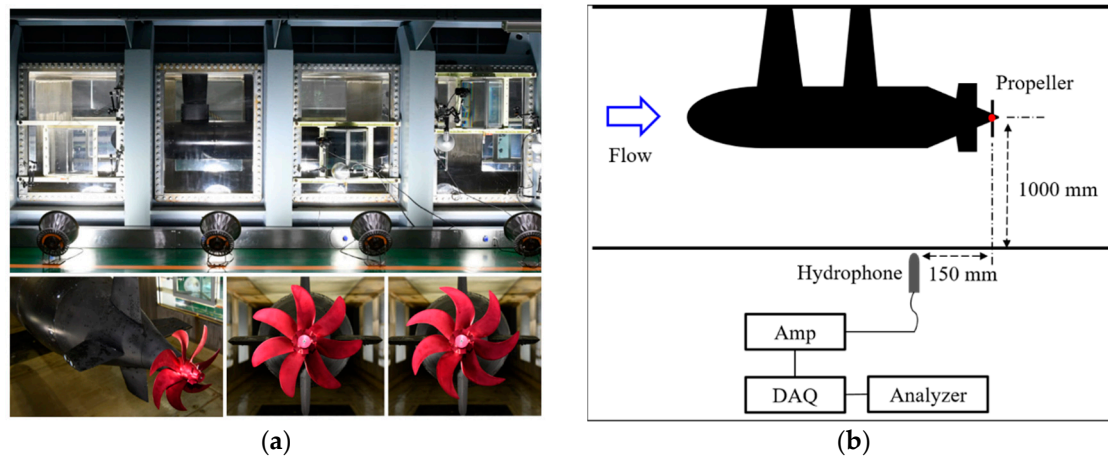 Propeller
Flow
1000 mm
Hydrophone
150 mm
Amp
DAQ
Analyzer
(a)
(b)